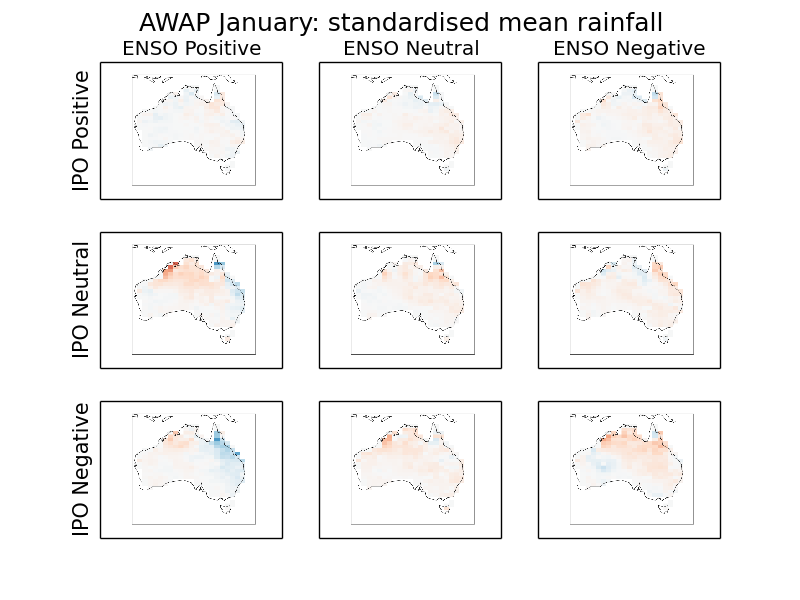 AWAP January: standardised mean rainfall
ENSO Positive ENSO Neutral ENSO Negative
IPO Positive
IPO Neutral
IPO Negative